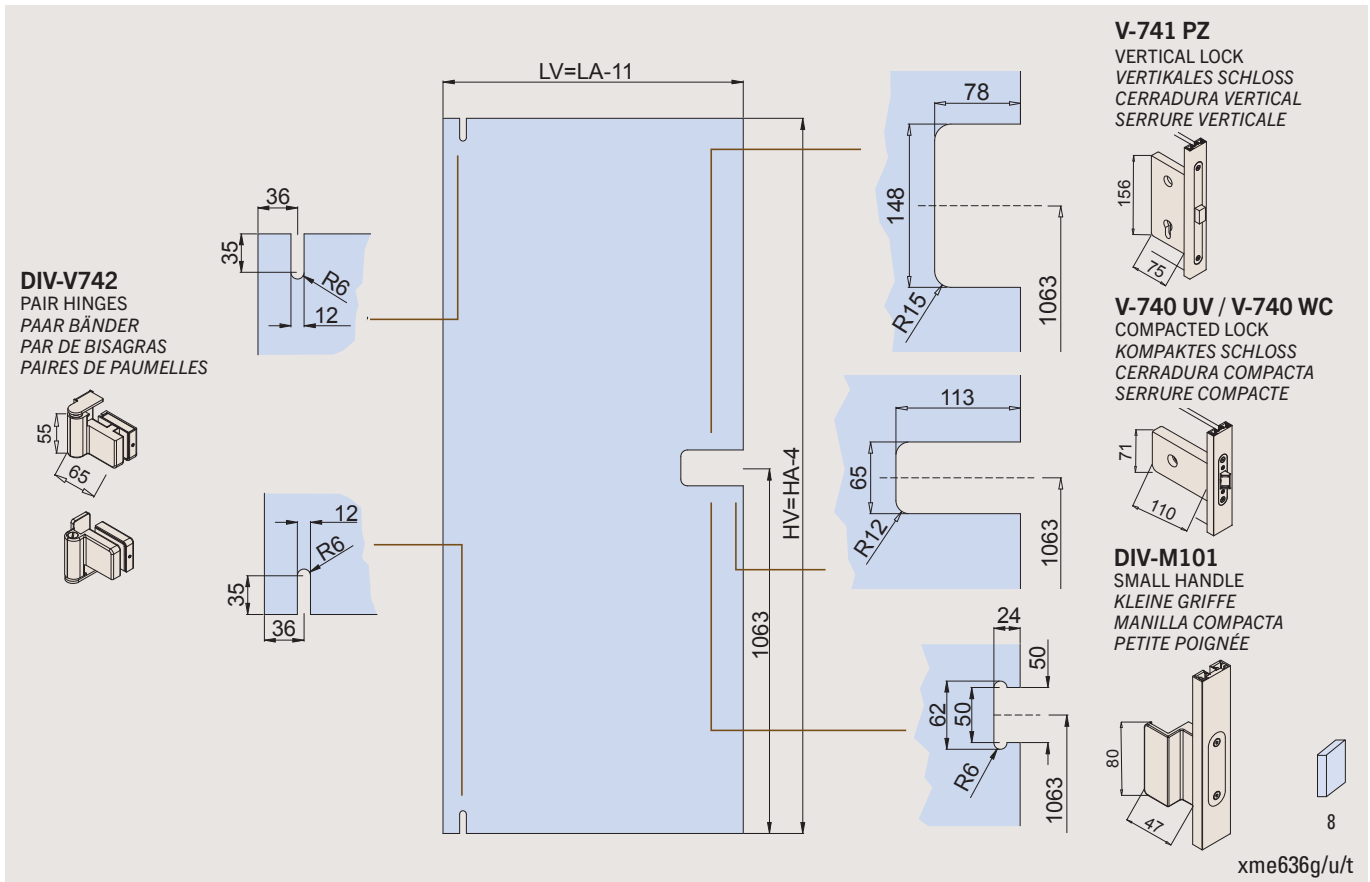 LV=LA-11
HV=HA-4
1063
DIV-V742
PAIR HINGES
PAAR BÄNDER
PAR DE BISAGRAS
PAIRES DE PAUMELLES
55
65
36
35
R6
12
12
R6
35
36
78
148
R15
1063
113
65
R12
1063
24
50
62
50
R6
1063
V-741 PZ
VERTICAL LOCK
VERTIKALES SCHLOSS
CERRADURA VERTICAL
SERRURE VERTICALE
156
75
V-740 UV / V-740 WC
COMPACTED LOCK
KOMPAKTES SCHLOSS
CERRADURA COMPACTA
SERRURE COMPACTE
71
110
DIV-M101
SMALL HANDLE
KLEINE GRIFFE
MANILLA COMPACTA
PETITE POIGNÉE
80
47
8
xme636g/u/t